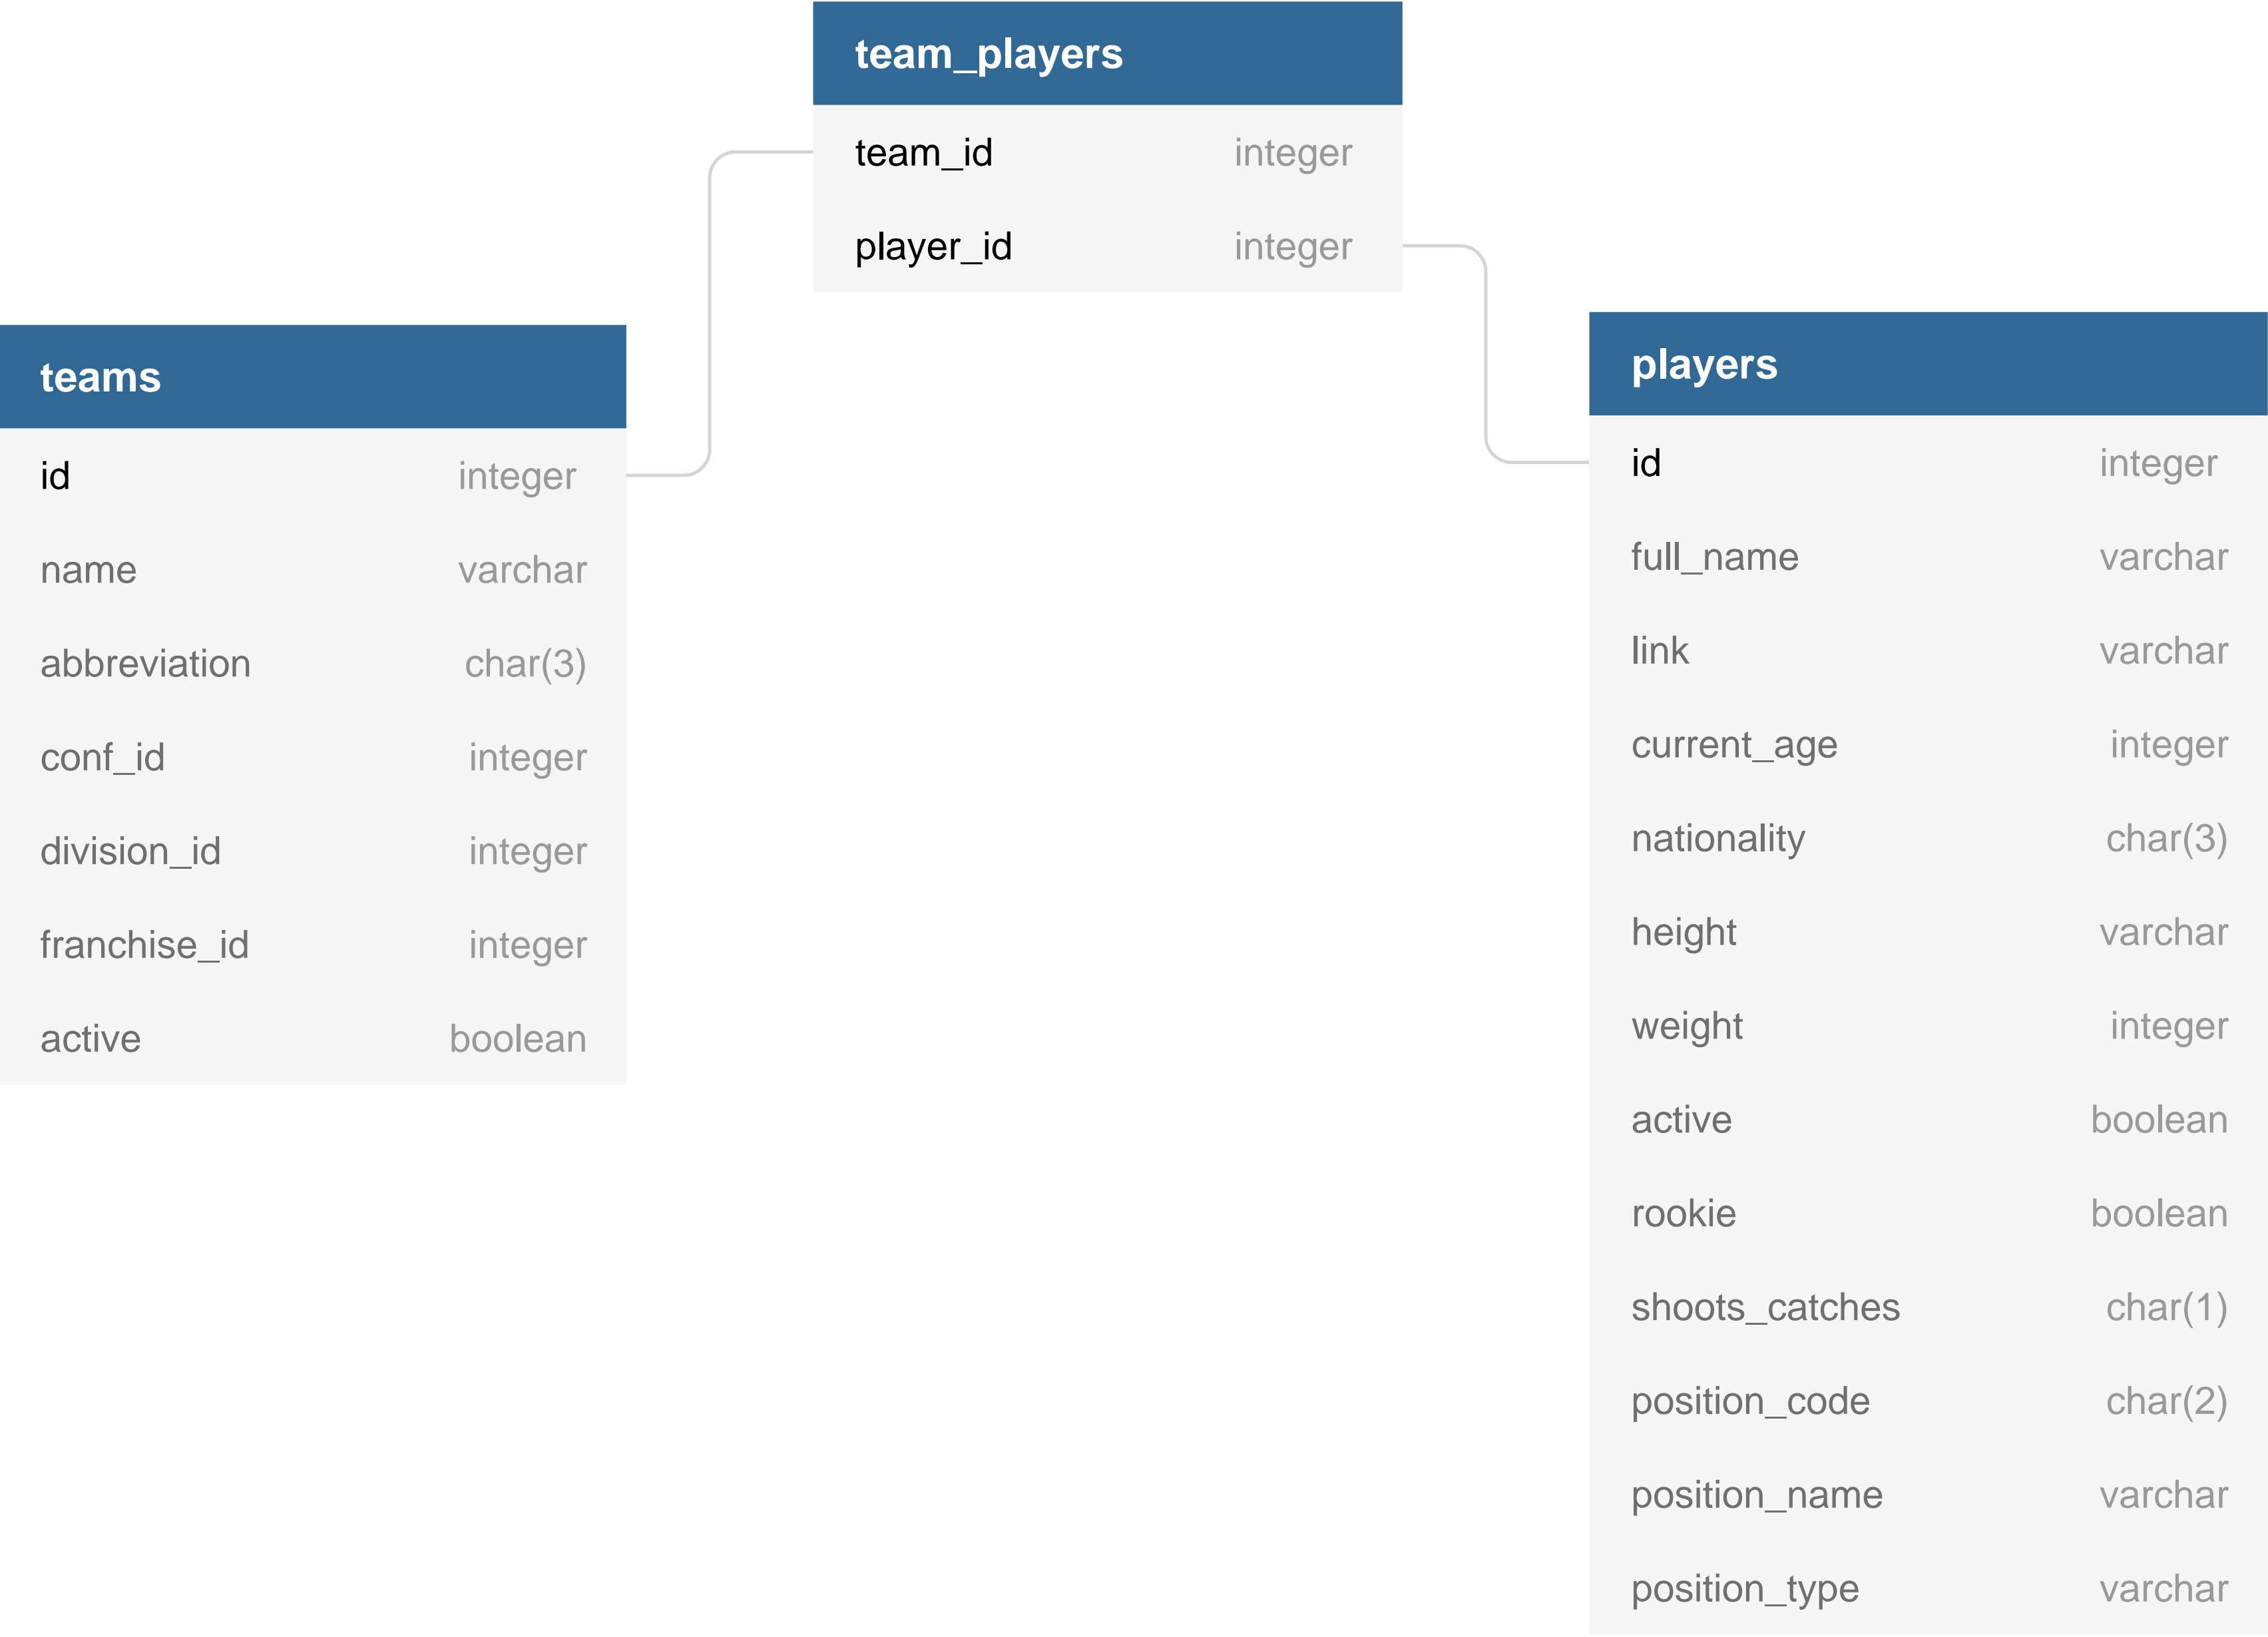 team_players
team_id integer
player_id integer
teams
id integer
name varchar
abbreviation char(3)
conf_id integer
division_id integer
franchise_id integer
active boolean
players
id integer
full_name varchar
link varchar
current_age integer
nationality char(3)
height varchar
weight integer
active boolean
rookie boolean
shoots_catches char(1)
position_code char(2)
position_name varchar
position_type varchar